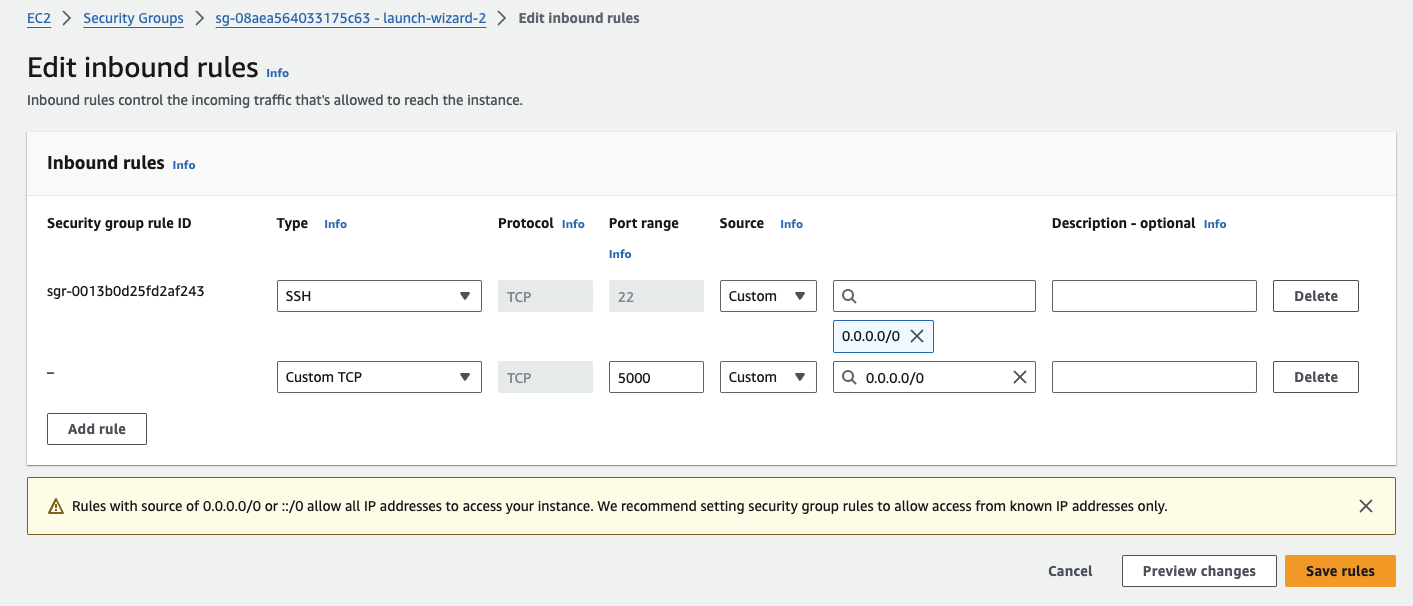 EC2 > Security Groups > sg-08aea564033175c63 - launch-wizard-2 > Edit inbound rules
Edit inbound rules Info
Inbound rules control the incoming traffic that's allowed to reach the instance.
Inbound rules Info
Security group rule ID Type Info Protocol Info Port range Source Info Description - optional Info
Info
sgr-0013b0d25fd2af243 SSH TCP 22 Custom Delete
0.0.0.0/0
– Custom TCP TCP 5000 Custom 0.0.0.0/0 Delete
Add rule
Rules with source of 0.0.0.0/0 or ::/0 allow all IP addresses to access your instance. We recommend setting security group rules to allow access from known IP addresses only.
Cancel Preview changes Save rules